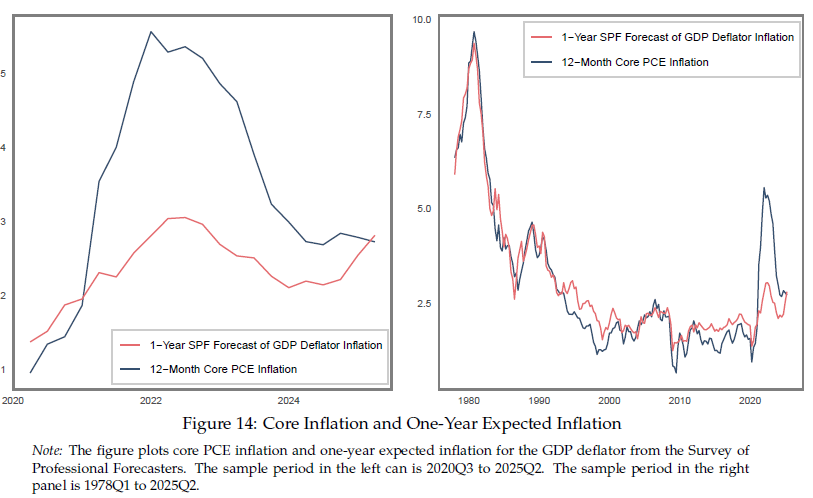 5
4
3
2
1
2020
2022
2024
1−Year SPF Forecast of GDP Deflator Inflation
12−Month Core PCE Inflation
10.0
7.5
5.0
2.5
1980
1990
2000
2010
2020
1−Year SPF Forecast of GDP Deflator Inflation
12−Month Core PCE Inflation
Figure 14: Core Inflation and One-Year Expected Inflation
Note: The figure plots core PCE inflation and one-year expected inflation for the GDP deflator from the Survey of
Professional Forecasters. The sample period in the left can is 2020Q3 to 2025Q2. The sample period in the right
panel is 1978Q1 to 2025Q2.